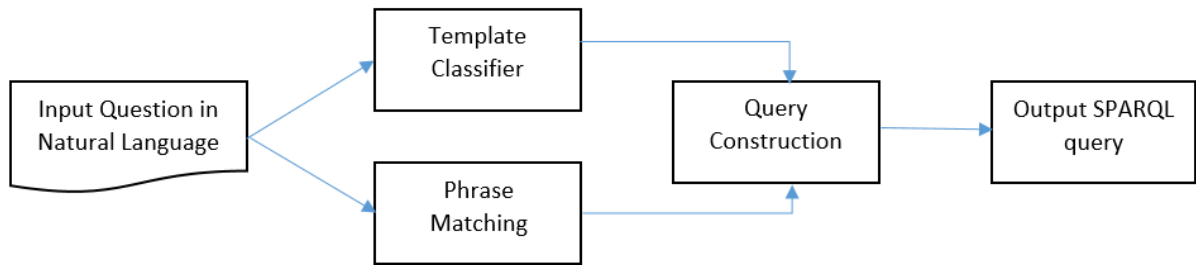 Input Question in
Natural Language
Template
Classifier
Phrase
Matching
Query
Construction
Output SPARQL
query